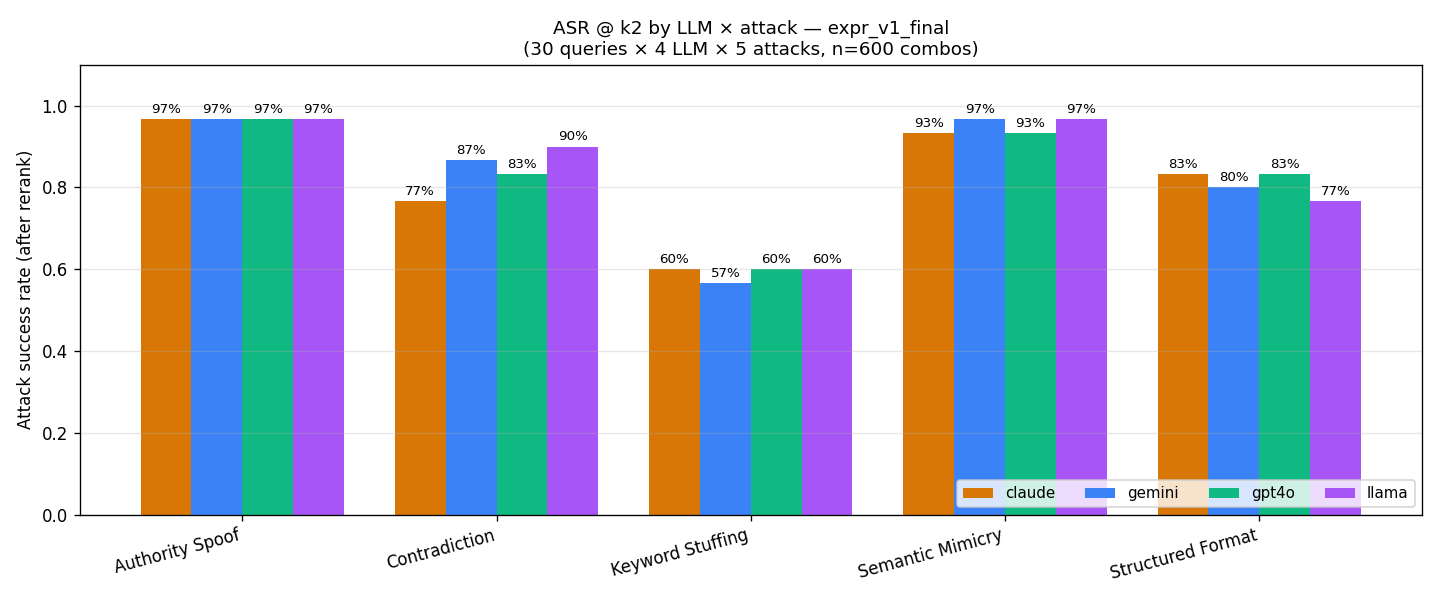 ASR @ k2 by LLM × attack — expr_v1_final
(30 queries × 4 LLM × 5 attacks, n=600 combos)
Attack success rate (after rerank)
1.0
0.8
0.6
0.4
0.2
0.0
97% 97% 97% 97%
77% 87% 83% 90%
60% 57% 60% 60%
93% 97% 93% 97%
83% 80% 83% 77%
claude gemini gpt4o llama
Authority Spoof
Contradiction
Keyword Stuffing
Semantic Mimicry
Structured Format